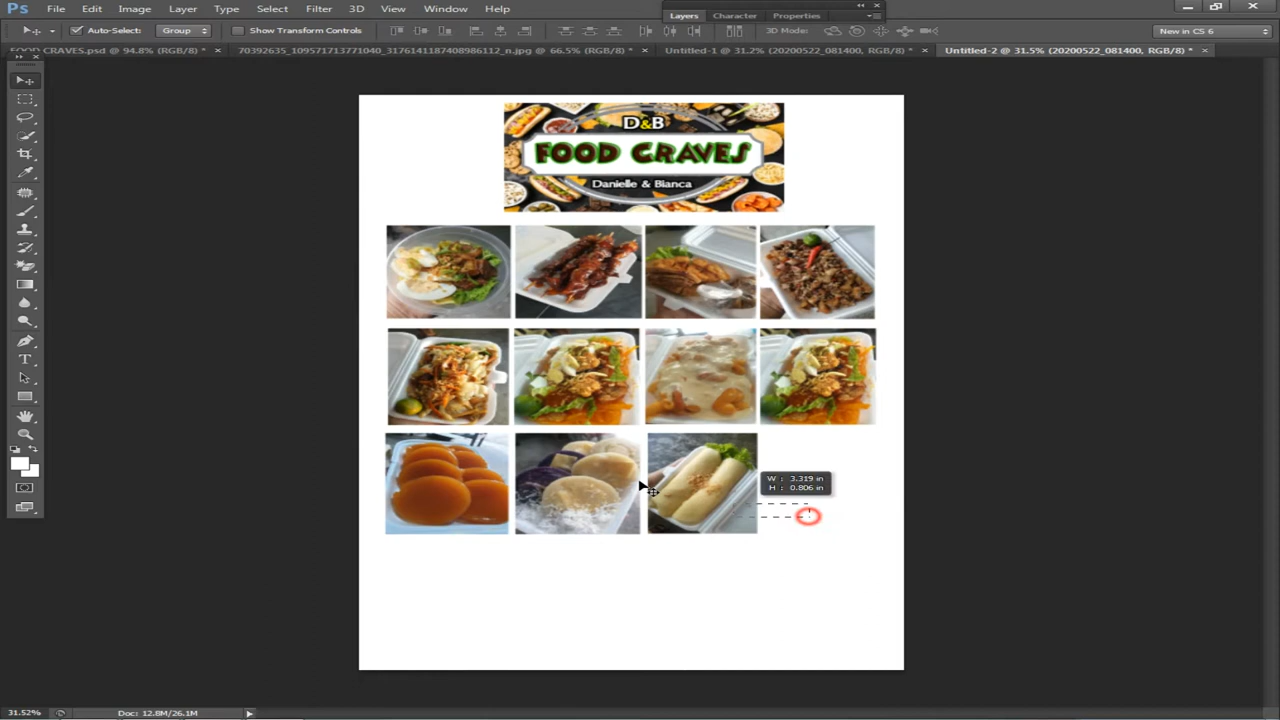 Ps File Edit Image Layer Type Select Filter 3D View Window Help
Layers Character Properties
Auto-Select: Group Show Transform Controls 3D Mode: New in CS 6
FOOD CRAVES.psd @ 94.8% (RGB/8) * × 70392635_109571713771040_3176141187408986112_n.jpg @ 66.5% (RGB/8) * × Untitled-1 @ 31.2% (20200522_081400, RGB/8) * × Untitled-2 @ 31.5% (20200522_081400, RGB/8) * ×
D&B
FOOD CRAVES
Danielle & Bianca
W : 3.319 in
H : 0.806 in
T
31.52% Doc: 12.8M/26.1M